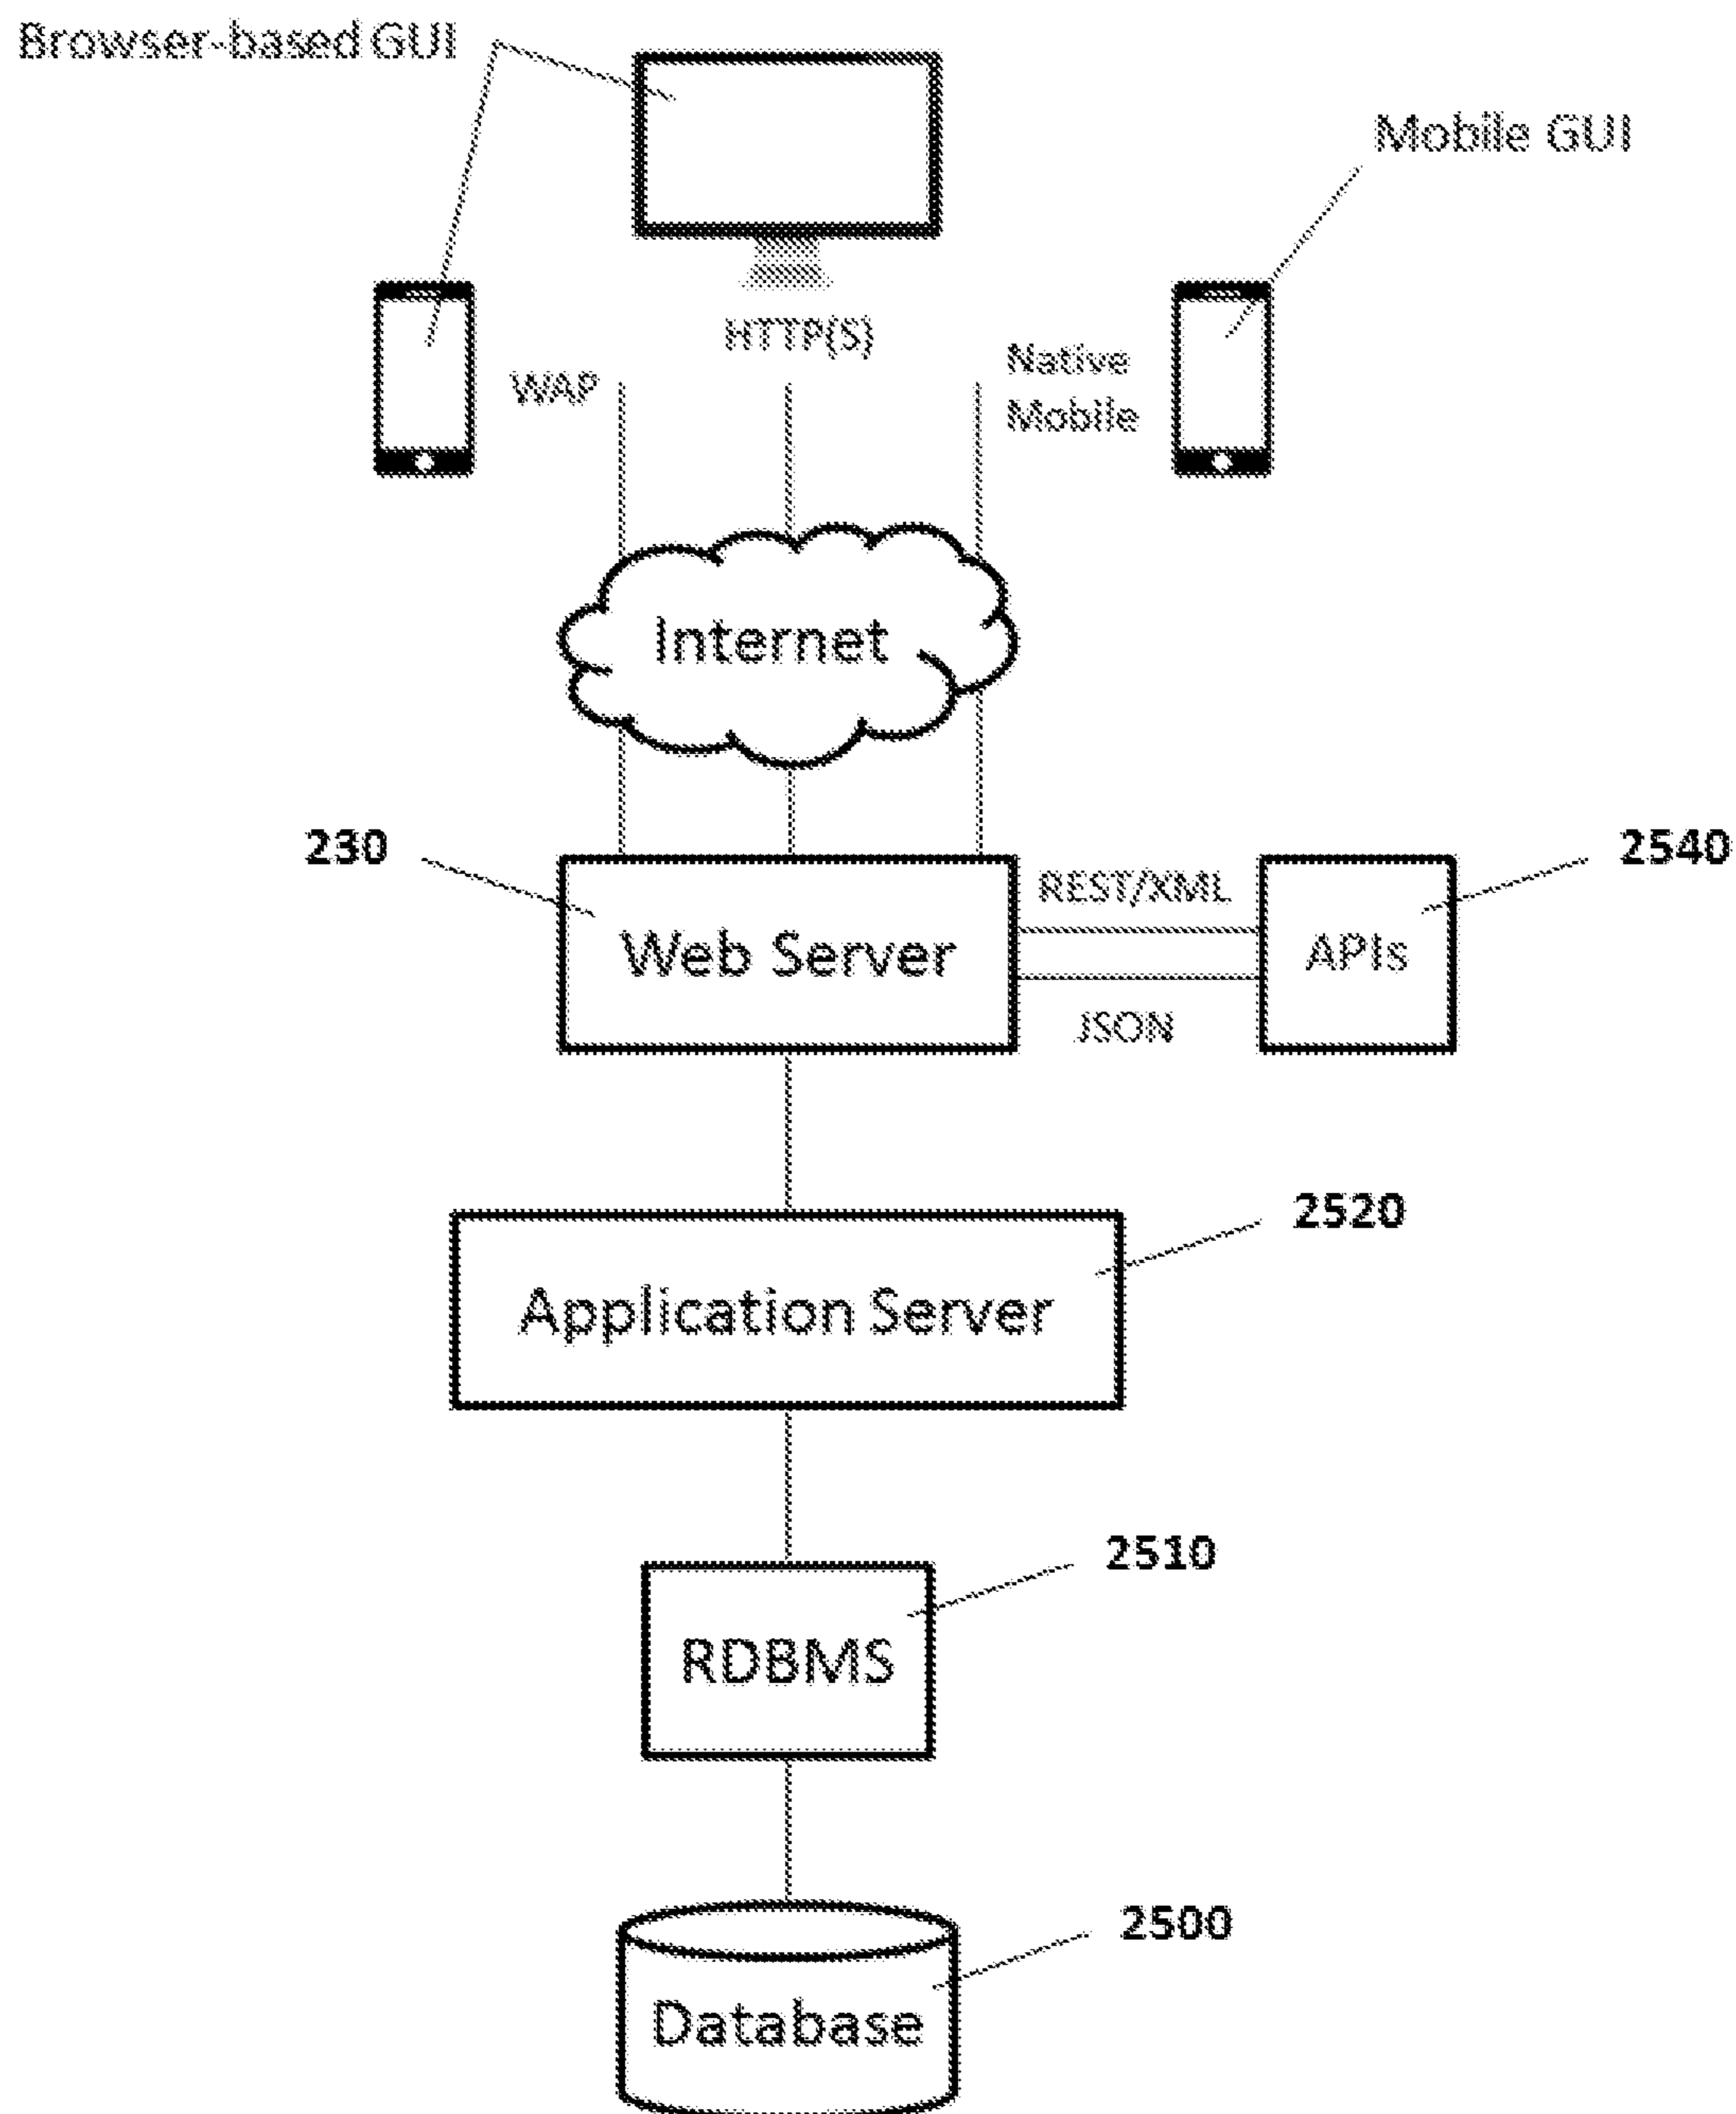 Browser-based GUI
Mobile GUI
HTTP(S)
WAP
Native
Mobile
Internet
230
2540
REST/XML
Web Server
APIs
JSON
2520
Application Server
2510
RDBMS
2500
Database